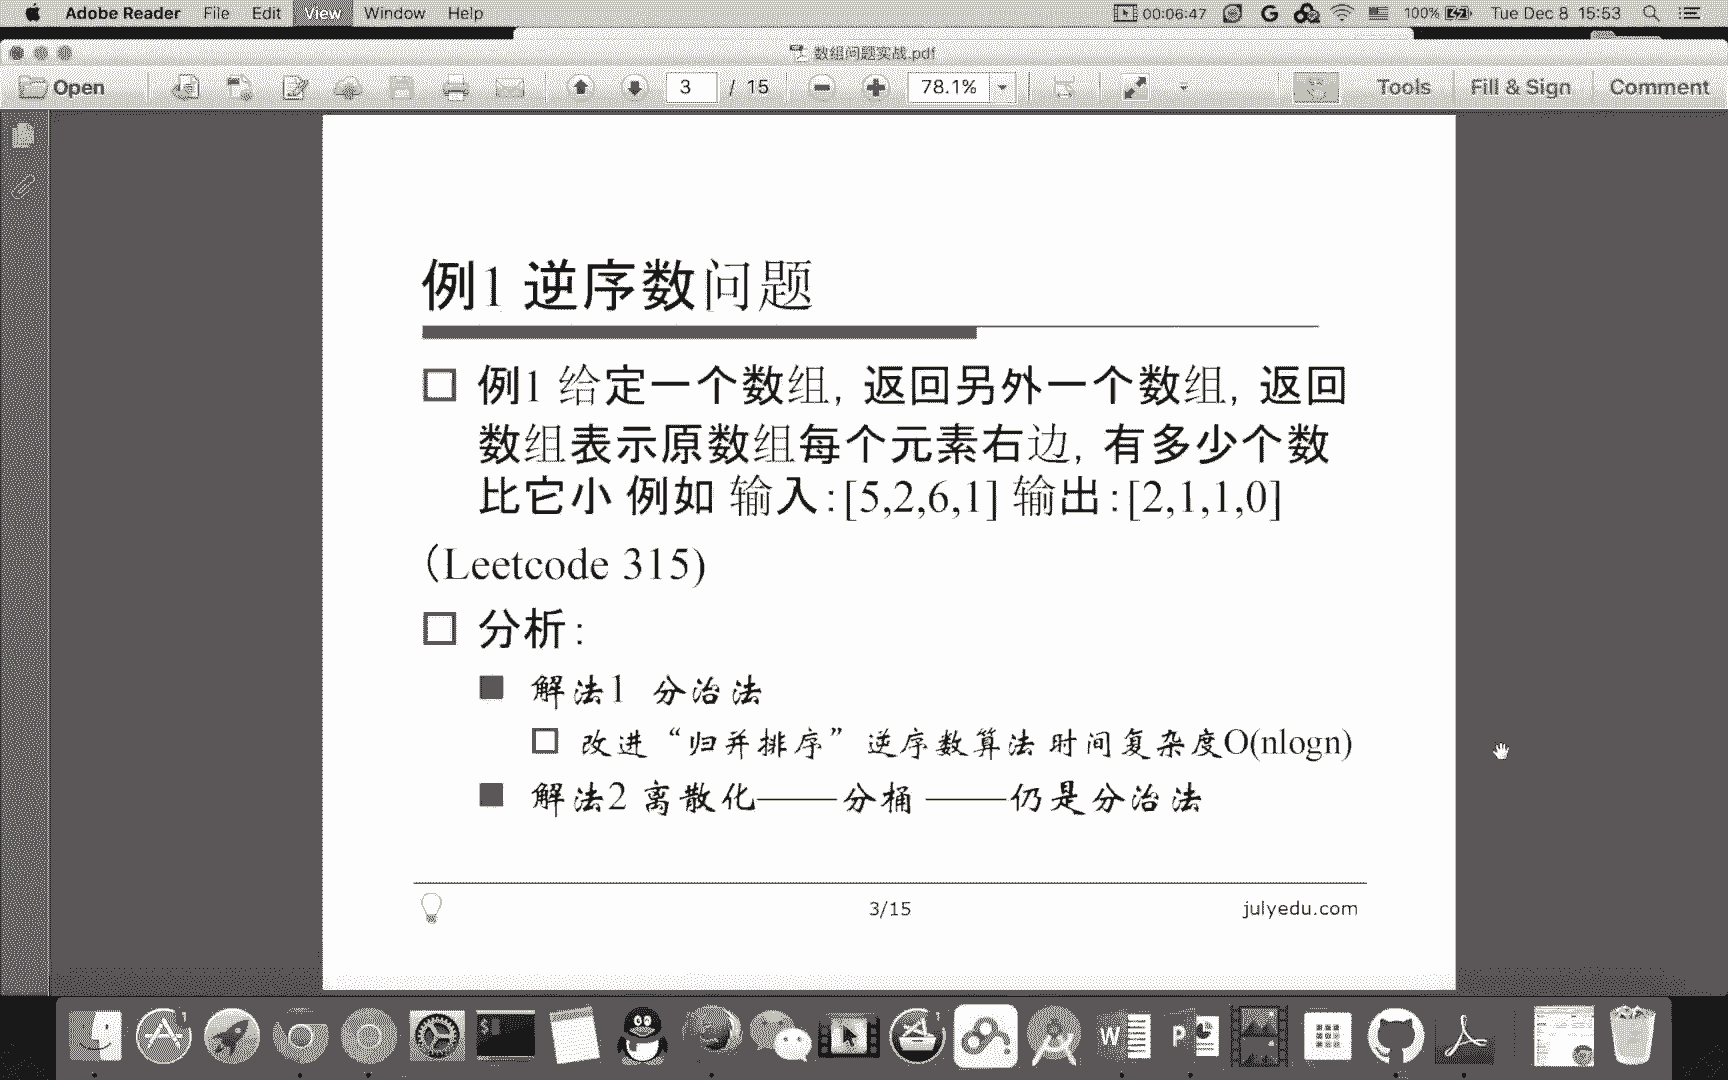 Adobe Reader File Edit View Window Help 00:06:47 100% Tue Dec 8 15:53
数组问题实战.pdf
Open 3 / 15 78.1% Tools Fill & Sign Comment
例1 逆序数问题
例1 给定一个数组, 返回另外一个数组, 返回
数组表示原数组每个元素右边, 有多少个数
比它小 例如 输入:[5,2,6,1] 输出:[2,1,1,0]
(Leetcode 315)
分析:
解法1 分治法
改进“归并排序”逆序数算法 时间复杂度O(nlogn)
解法2 离散化——分桶 ——仍是分治法
3/15 julyedu.com